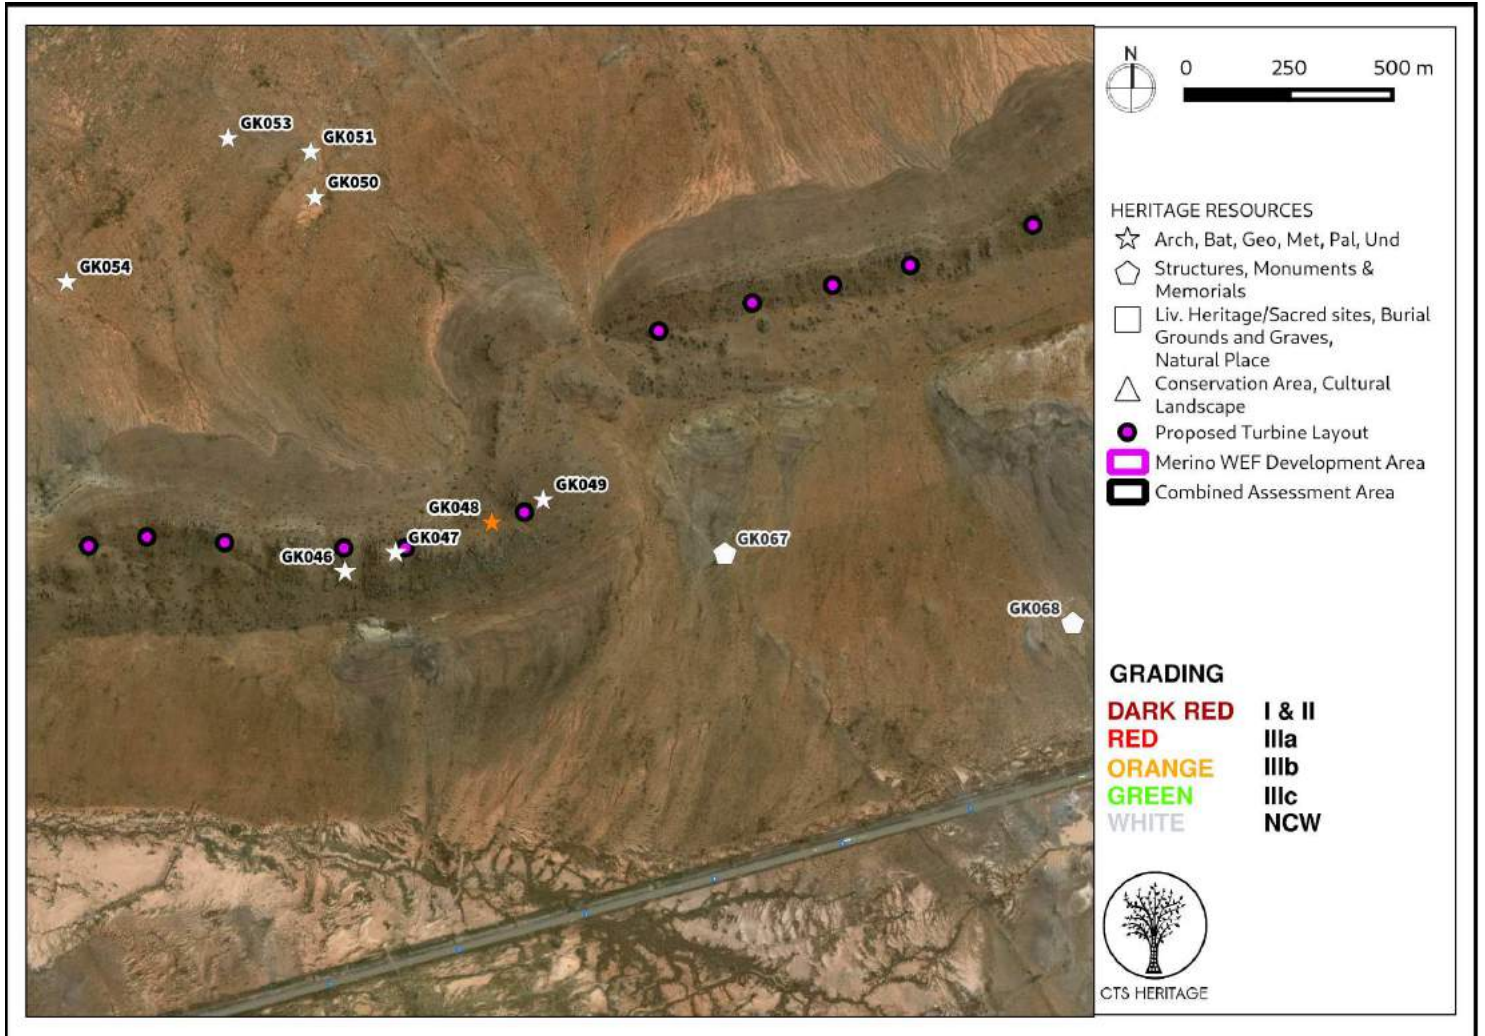 GK053
GK051
GK050
GK054
GK049
GK048
GK047
GK046
GK067
GK068
N
0 250 500 m
HERITAGE RESOURCES
Arch, Bat, Geo, Met, Pal, Und
Structures, Monuments &
Memorials
Liv. Heritage/Sacred sites, Burial
Grounds and Graves,
Natural Place
Conservation Area, Cultural
Landscape
Proposed Turbine Layout
Merino WEF Development Area
Combined Assessment Area
GRADING
DARK RED I & II
RED IIIa
ORANGE IIIb
GREEN IIIc
WHITE NCW
CTS HERITAGE